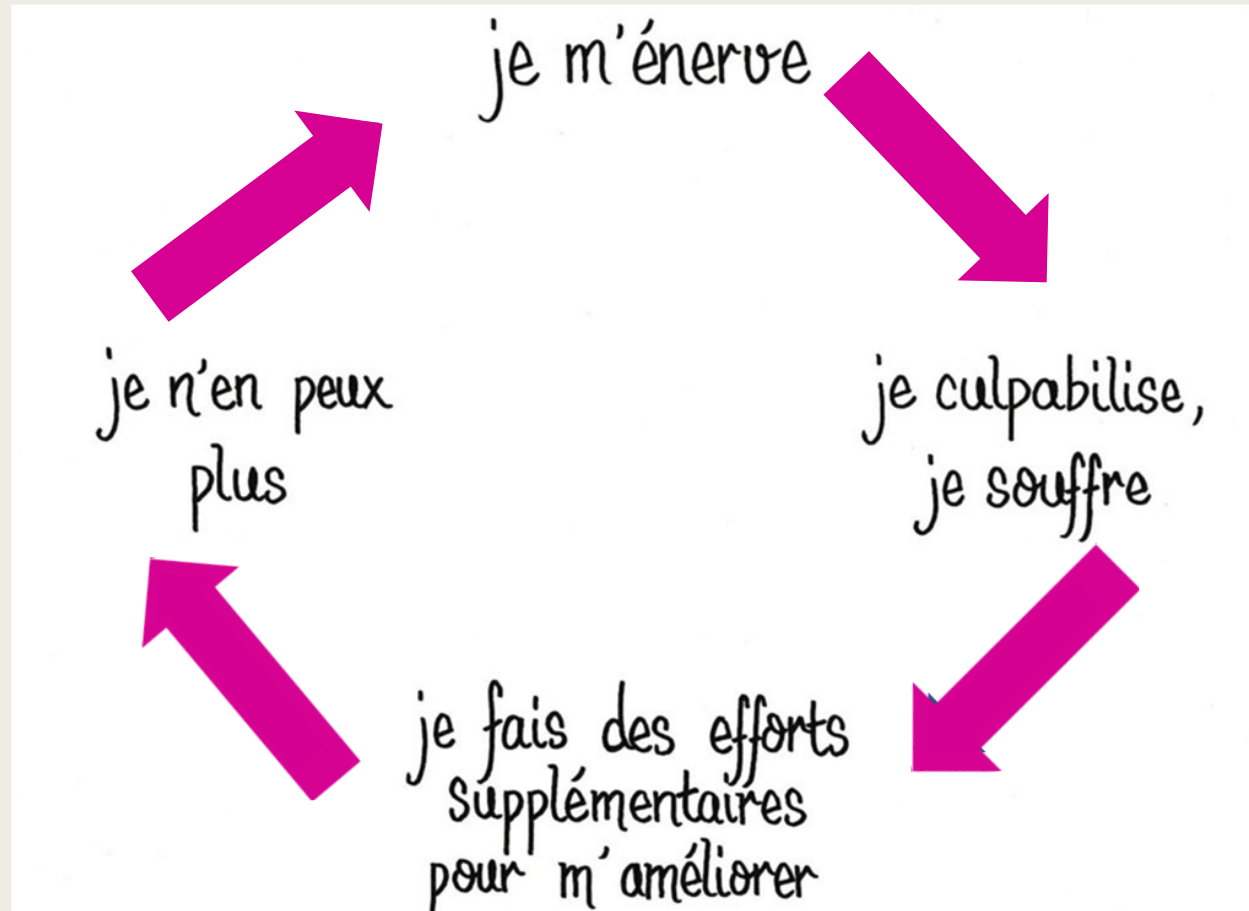 je m'énerve
je culpabilise,
je souffre
je fais des efforts
supplémentaires
pour m'améliorer
je n'en peux
plus